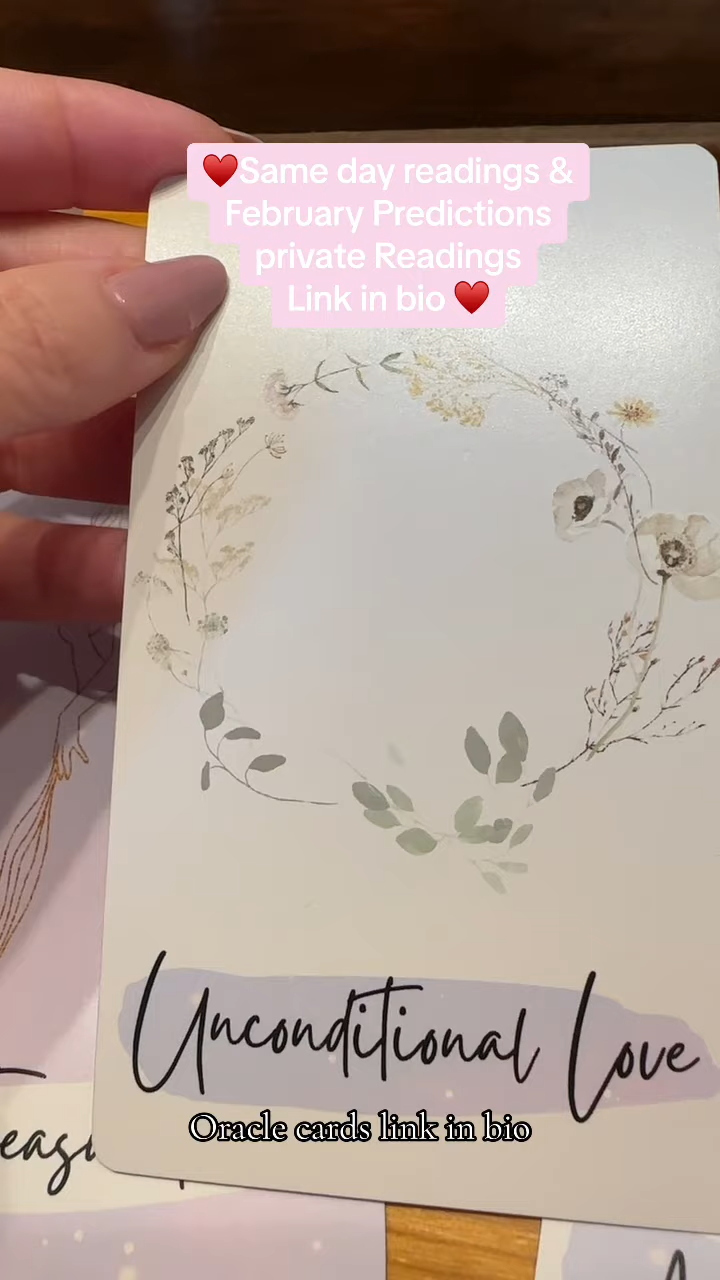 ♥️Same day readings &
February Predictions
private Readings
Link in bio ♥️
Unconditional Love
Oracle cards link in bio